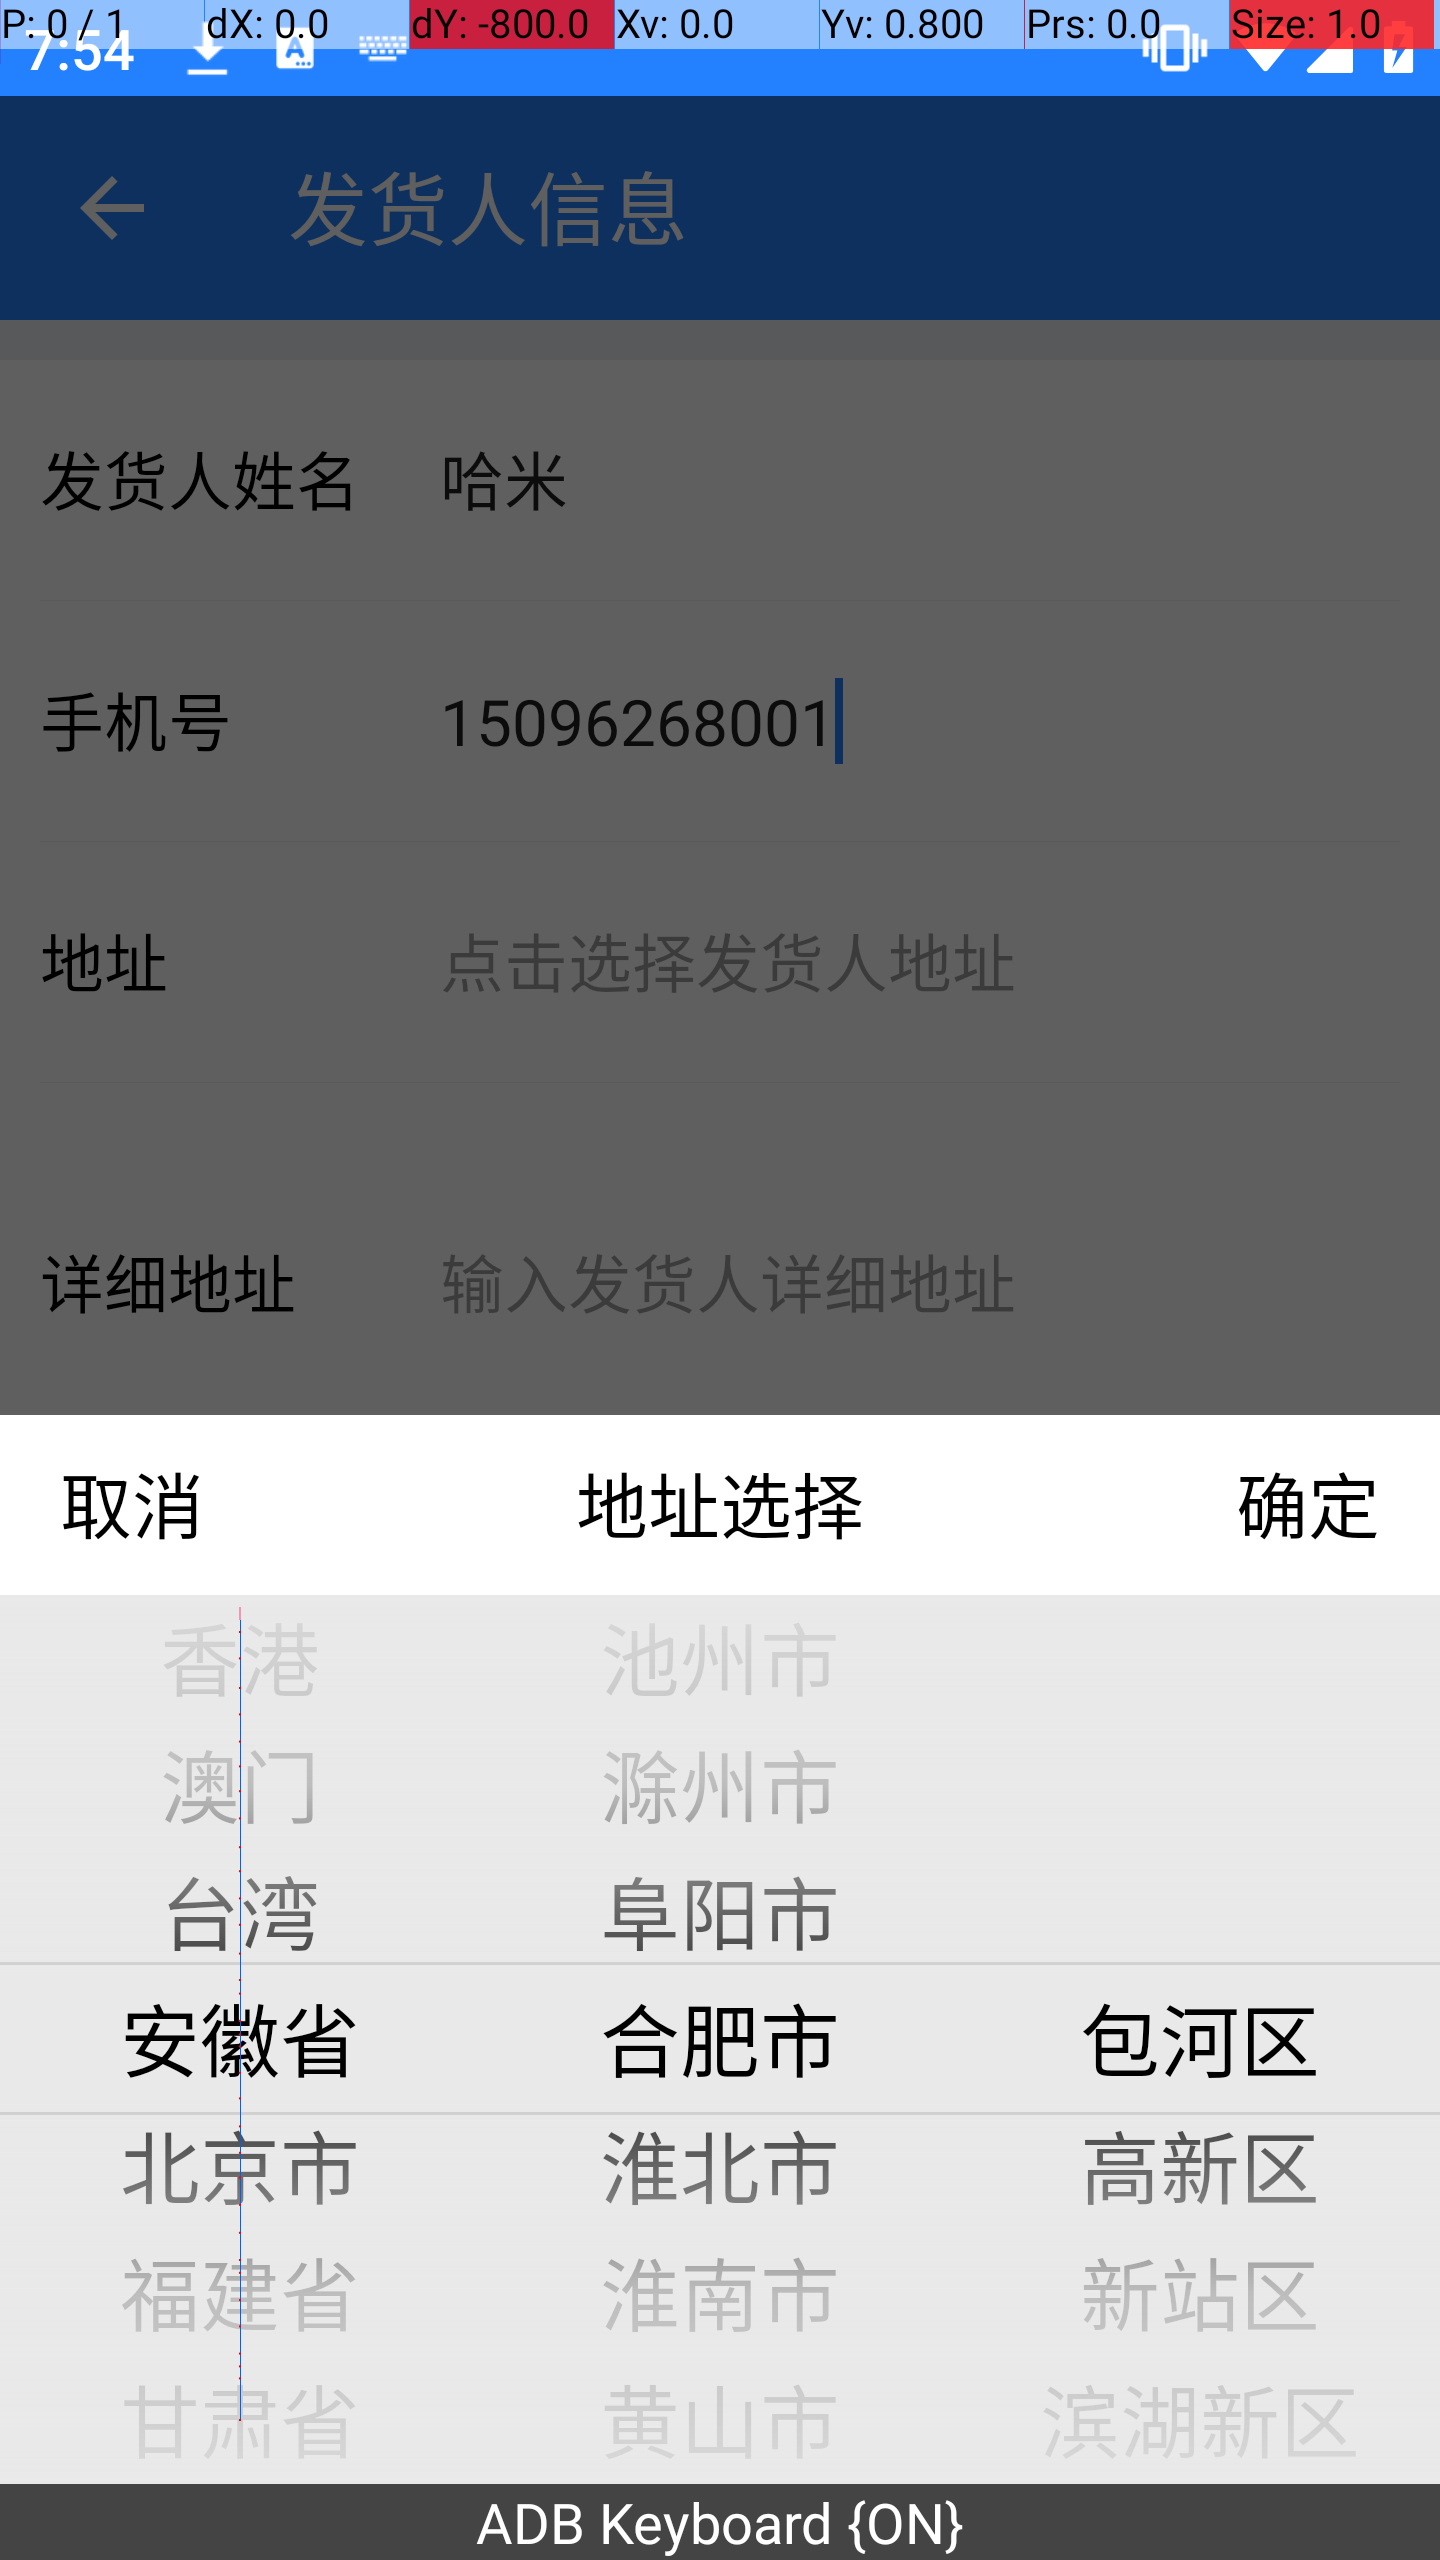 P: 0 / 1 dX: 0.0 dY: -800.0 Xv: 0.0 Yv: 0.800 Prs: 0.0 Size: 1.0
7:54
发货人信息
发货人姓名 哈米
手机号 15096268001
地址 点击选择发货人地址
详细地址 输入发货人详细地址
取消 地址选择 确定
香港 池州市
澳门 滁州市
台湾 阜阳市
安徽省 合肥市 包河区
北京市 淮北市 高新区
福建省 淮南市 新站区
甘肃省 黄山市 滨湖新区
ADB Keyboard {ON}